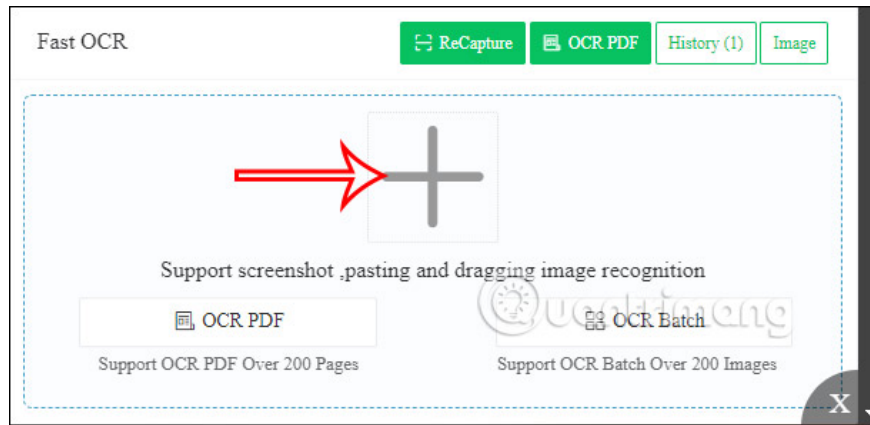 Fast OCR
ReCapture
OCR PDF
History (1)
Image
Support screenshot ,pasting and dragging image recognition
OCR PDF
OCR Batch
Quantrimang
Support OCR PDF Over 200 Pages
Support OCR Batch Over 200 Images
X